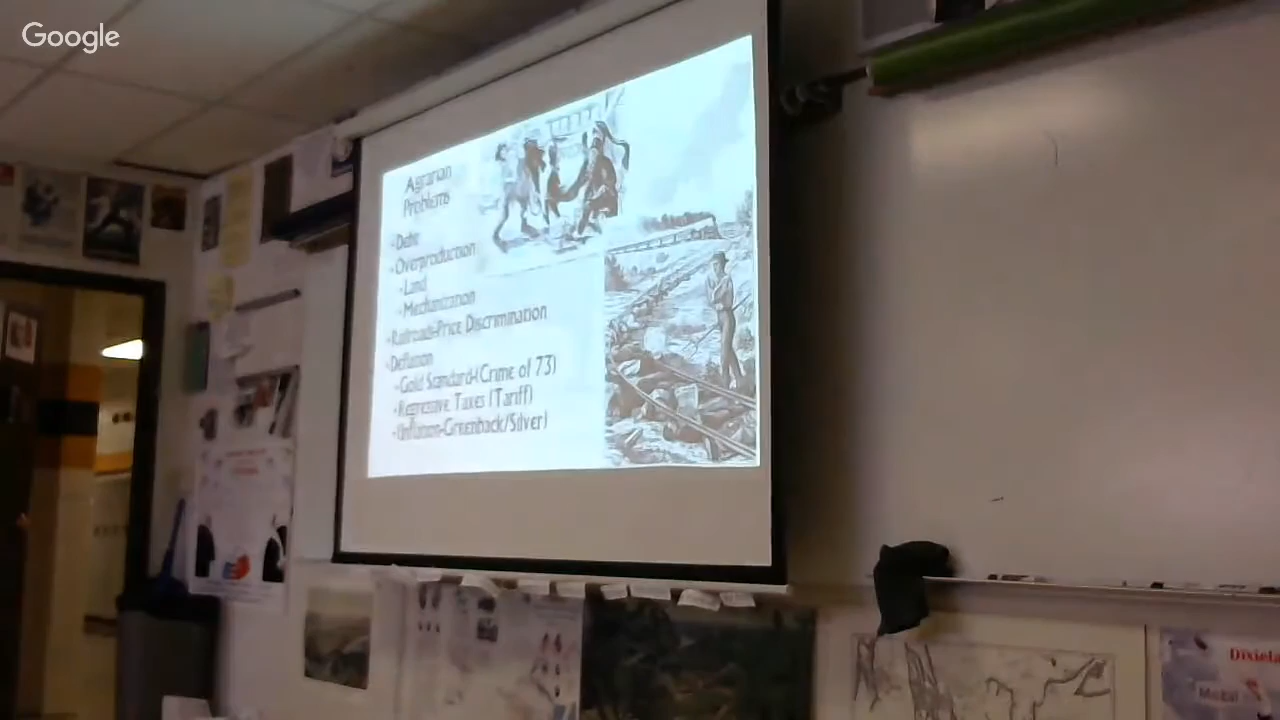 Google
Agrarian
Problems
-Debt
-Overproduction
-Land
-Mechanization
-Railroads-Price Discrimination
-Deflation
-Gold Standard-(Crime of 73)
-Regressive Taxes (Tariff)
-(Inflation-Greenback/Silver)